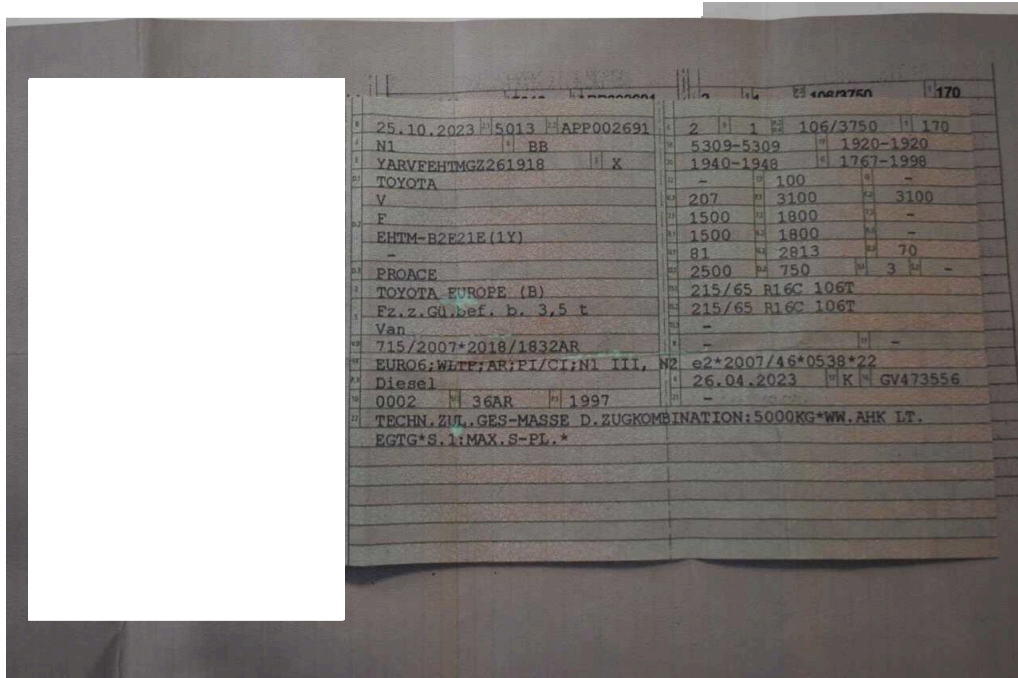 106/3750 170
25.10.2023 5013 APP002691 2 1 106/3750 170
N1 BB 5309-5309 1920-1920
YARVFEHTMGZ261918 X 1940-1948 1767-1998
TOYOTA - 100 -
V 207 3100 3100
F 1500 1800 -
EHTM-B2E21E(1Y) 1500 1800 -
- 81 2813 70
PROACE 2500 750 3 -
TOYOTA EUROPE (B) 215/65 R16C 106T
Fz.z.Gü.bef. b. 3,5 t 215/65 R16C 106T
Van -
715/2007*2018/1832AR - -
EURO6;WLTP;AR;PI/CI;N1 III, N2 e2*2007/46*0538*22
Diesel 26.04.2023 K GV473556
0002 36AR 1997 -
TECHN.ZUL.GES-MASSE D.ZUGKOMBINATION:5000KG*WW.AHK LT.
EGTG*S.1:MAX.S-PL.*